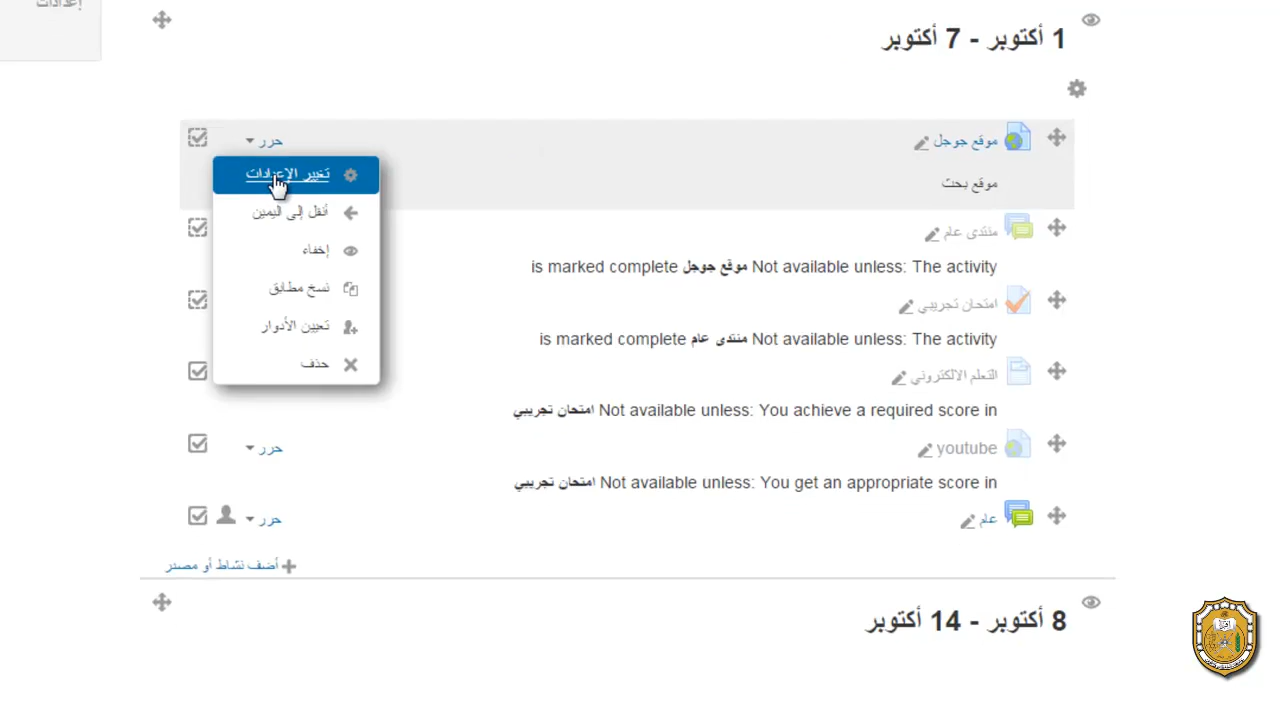 إعدادات
1 أكتوبر - 7 أكتوبر
موقع جوجل
حرر
موقع بحث
تغيير الإعدادات
أنقل إلى اليمين
إخفاء
نسخ مطابق
تعيين الأدوار
حذف
منتدى عام
Not available unless: The activity موقع جوجل is marked complete
امتحان تجريبي
Not available unless: The activity منتدى عام is marked complete
التعلم الالكتروني
Not available unless: You achieve a required score in امتحان تجريبي
youtube
حرر
Not available unless: You get an appropriate score in امتحان تجريبي
عام
حرر
أضف نشاط أو مصدر
8 أكتوبر - 14 أكتوبر